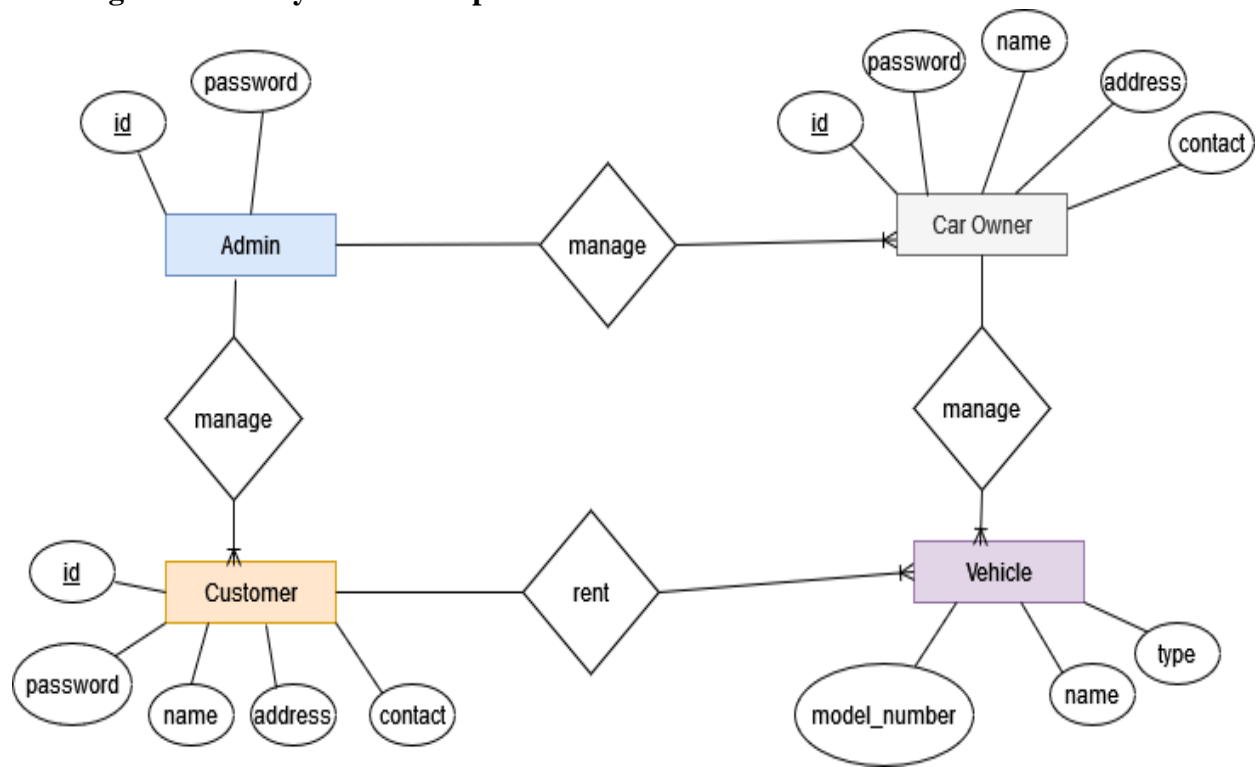 name
password
password
address
id
id
contact
Admin
manage
Car Owner
manage
manage
id
Customer
rent
Vehicle
password
name
address
contact
model_number
name
type